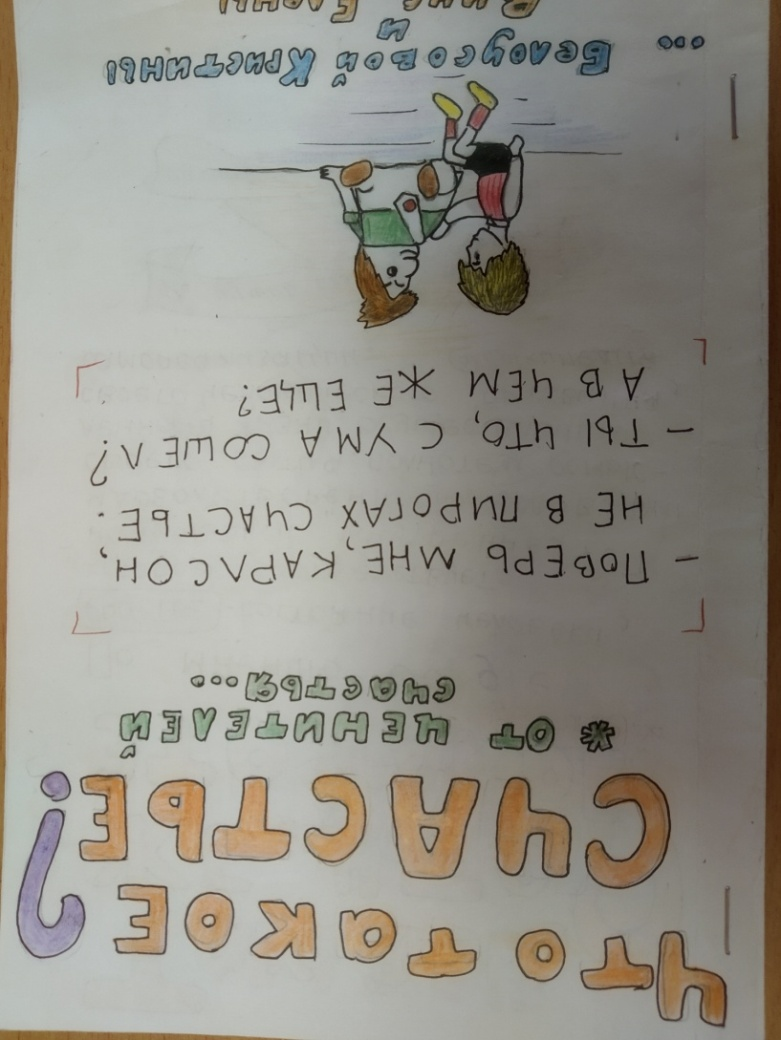 ЧТО ТАКОЕ
СЧАСТЬЕ?
* ОТ ЦЕНИТЕЛЕЙ
СЧАСТЬЯ...
- ПОВЕРЬ МНЕ, КАРЛСОН,
НЕ В ПИРОГАХ СЧАСТЬЕ.
- ТЫ ЧТО, С УМА СОШЕЛ?
А В ЧЕМ ЖЕ ЕЩЕ?
... Белоусовой Кристины
и